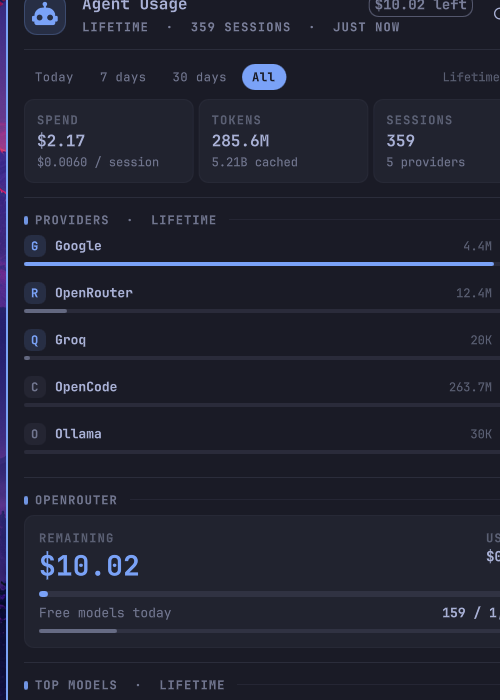 Agent Usage
$10.02 left
LIFETIME · 359 SESSIONS · JUST NOW
Today 7 days 30 days All Lifetime
SPEND TOKENS SESSIONS
$2.17 285.6M 359
$0.0060 / session 5.21B cached 5 providers
PROVIDERS · LIFETIME
G Google 4.4M
R OpenRouter 12.4M
Q Groq 20K
C OpenCode 263.7M
O Ollama 30K
OPENROUTER
REMAINING
$10.02
Free models today 159 / 1,
TOP MODELS · LIFETIME